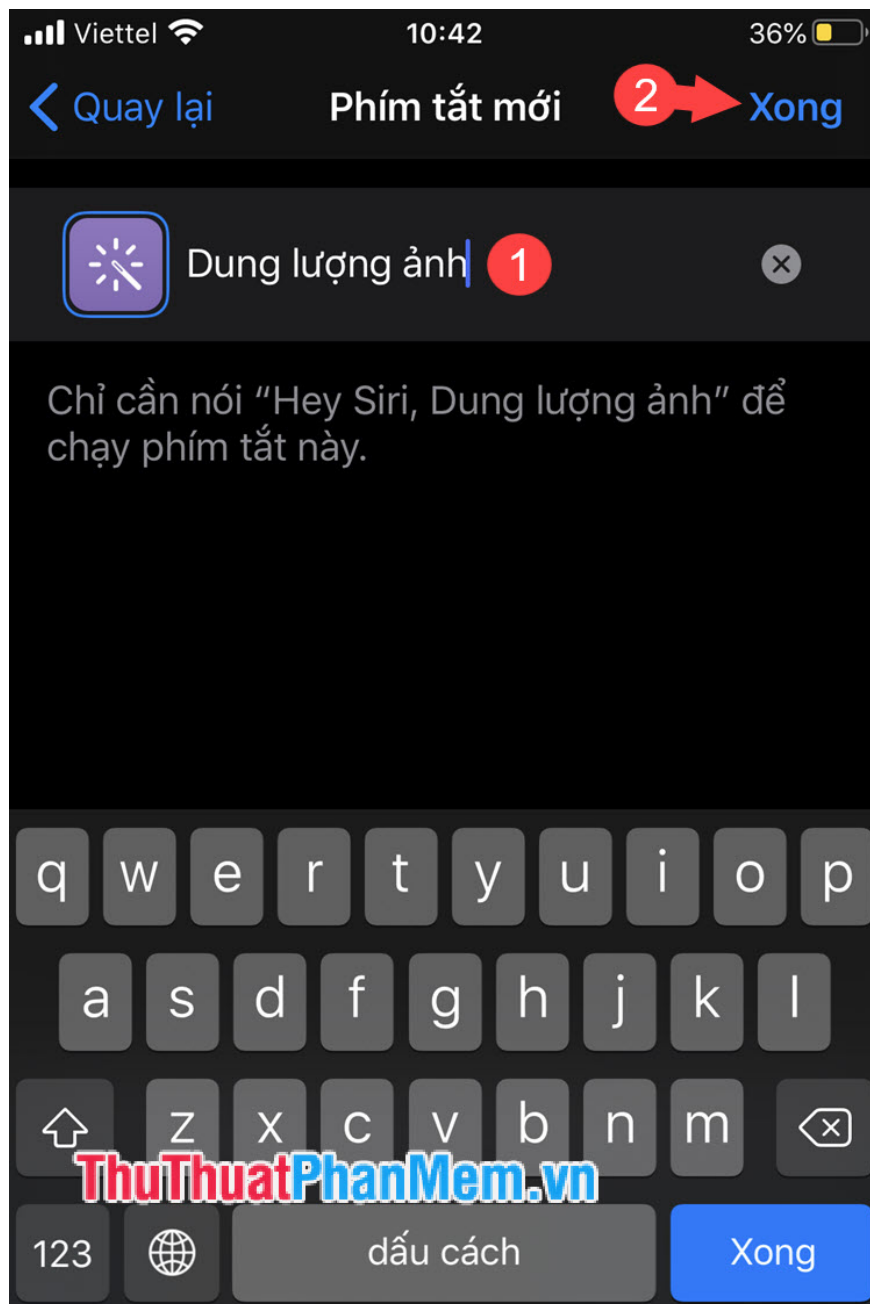 Viettel 10:42 36%
Quay lại Phím tắt mới 2 Xong
Dung lượng ảnh 1
Chỉ cần nói “Hey Siri, Dung lượng ảnh” để
chạy phím tắt này.
q w e r t y u i o p
a s d f g h j k l
z x c v b n m
ThuThuatPhanMem.vn
123 dấu cách Xong